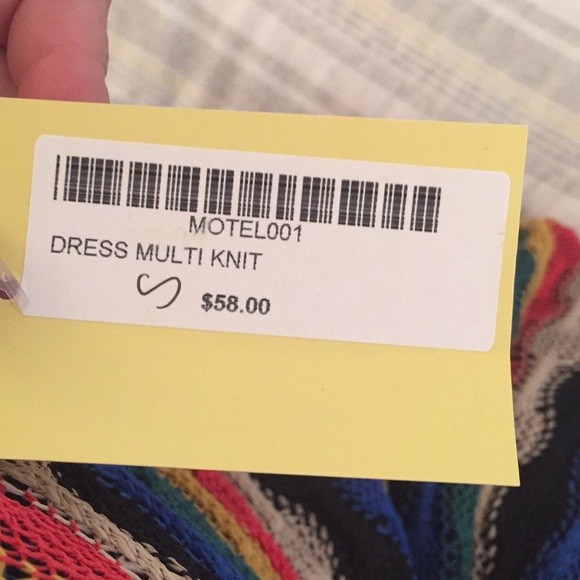 MOTEL001
DRESS MULTI KNIT
S $58.00